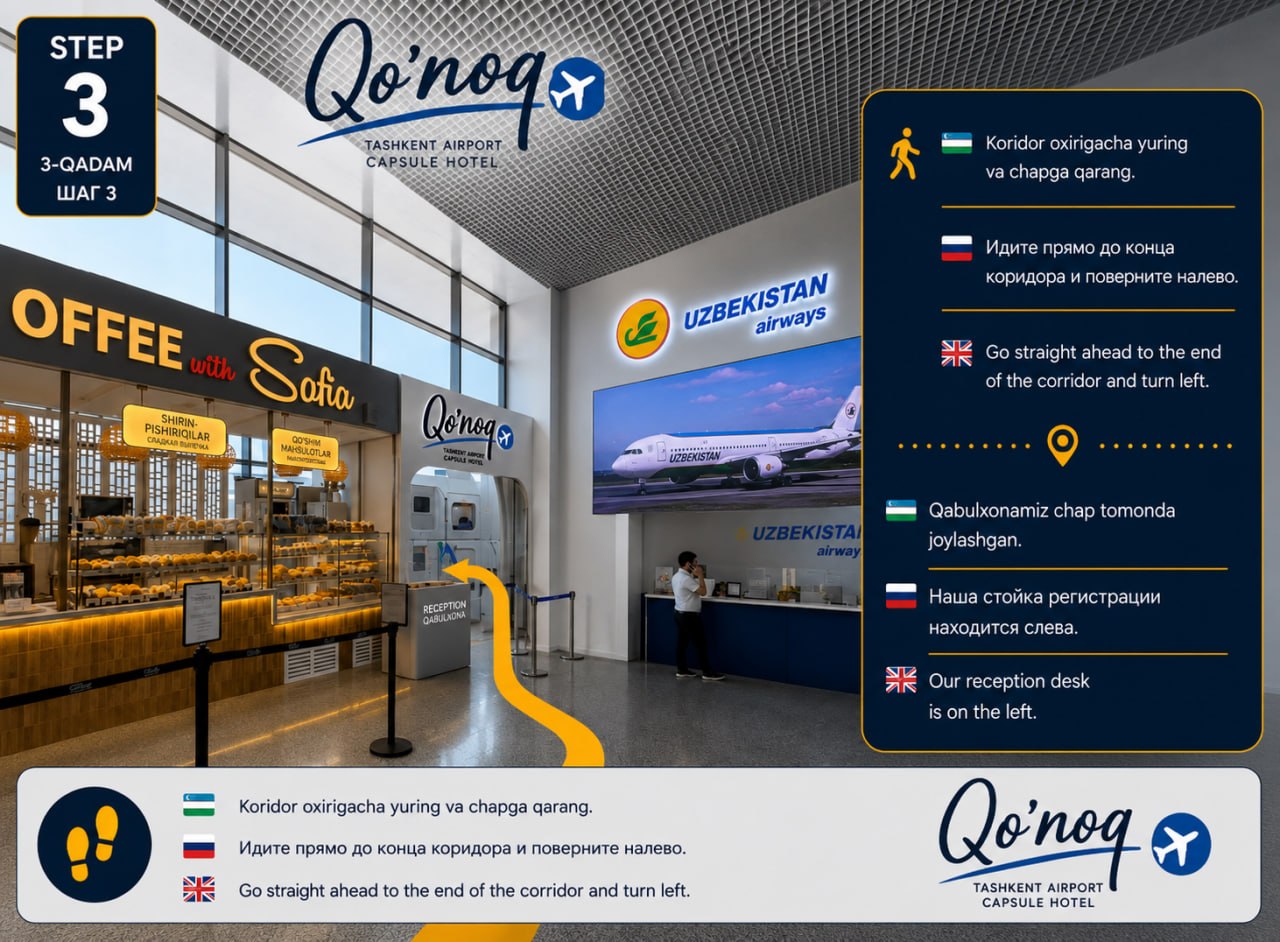 STEP
3
3-QADAM
ШАГ 3
Qo'noq
TASHKENT AIRPORT
CAPSULE HOTEL
OFFEE with Safia
SHIRIN-
PISHIRIQILAR
СЛАДКАЯ ВЫПЕЧКА
QO'SHNI
MAHSULOTLAR
Qo'noq
TASHKENT AIRPORT
CAPSULE HOTEL
RECEPTION
QABULXONA
UZBEKISTAN
airways
UZBEKISTAN
UZBEKISTA
airway
Koridor oxirigacha yuring
va chapga qarang.
Идите прямо до конца
коридора и поверните налево.
Go straight ahead to the end
of the corridor and turn left.
Qabulxonamiz chap tomonda
joylashgan.
Наша стойка регистрации
находится слева.
Our reception desk
is on the left.
Koridor oxirigacha yuring va chapga qarang.
Идите прямо до конца коридора и поверните налево.
Go straight ahead to the end of the corridor and turn left.
Qo'noq
TASHKENT AIRPORT
CAPSULE HOTEL